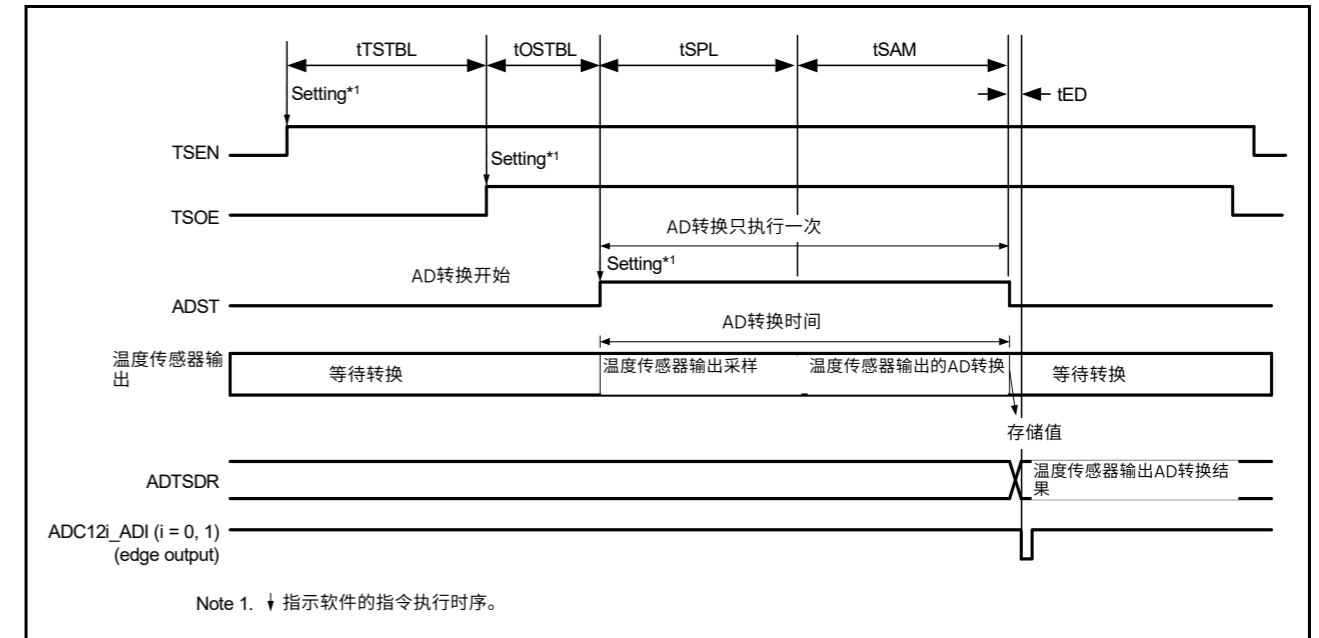 tTSTBL
tOSTBL
tSPL
tSAM
Setting*1
tED
TSEN
Setting*1
TSOE
AD转换只执行一次
Setting*1
AD转换开始
ADST
AD转换时间
温度传感器输
出
等待转换
温度传感器输出采样
温度传感器输出的AD转换
等待转换
存储值
ADTSDR
温度传感器输出AD转换结
果
ADC12i_ADI (i = 0, 1)
(edge output)
Note 1. ↓ 指示软件的指令执行时序。